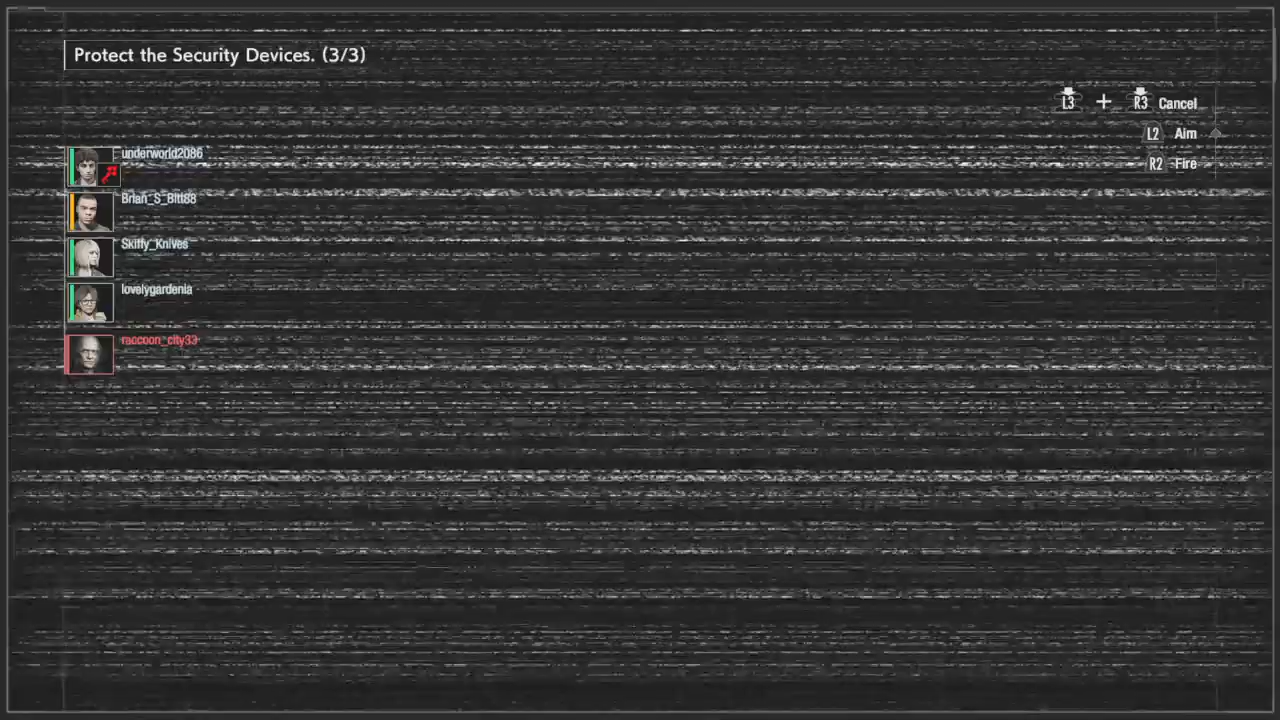 Protect the Security Devices. (3/3)
L3 + R3 Cancel
L2 Aim
R2 Fire
underworld2086
Brian_S_Bitt88
Skiffy_Knives
lovelygardenia
raccoon_city33